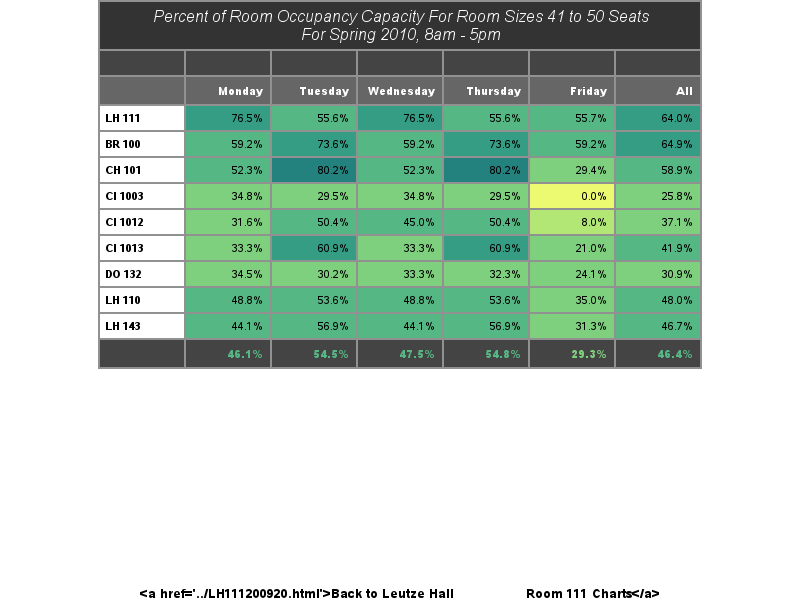 Percent of Room Occupancy Capacity For Room Sizes 41 to 50 Seats
For Spring 2010, 8am - 5pm
Monday Tuesday Wednesday Thursday Friday All
LH 111 76.5% 55.6% 76.5% 55.6% 55.7% 64.0%
BR 100 59.2% 73.6% 59.2% 73.6% 59.2% 64.9%
CH 101 52.3% 80.2% 52.3% 80.2% 29.4% 58.9%
CI 1003 34.8% 29.5% 34.8% 29.5% 0.0% 25.8%
CI 1012 31.6% 50.4% 45.0% 50.4% 8.0% 37.1%
CI 1013 33.3% 60.9% 33.3% 60.9% 21.0% 41.9%
DO 132 34.5% 30.2% 33.3% 32.3% 24.1% 30.9%
LH 110 48.8% 53.6% 48.8% 53.6% 35.0% 48.0%
LH 143 44.1% 56.9% 44.1% 56.9% 31.3% 46.7%
46.1% 54.5% 47.5% 54.8% 29.3% 46.4%
<a href='../LH111200920.html'>Back to Leutze Hall Room 111 Charts</a>